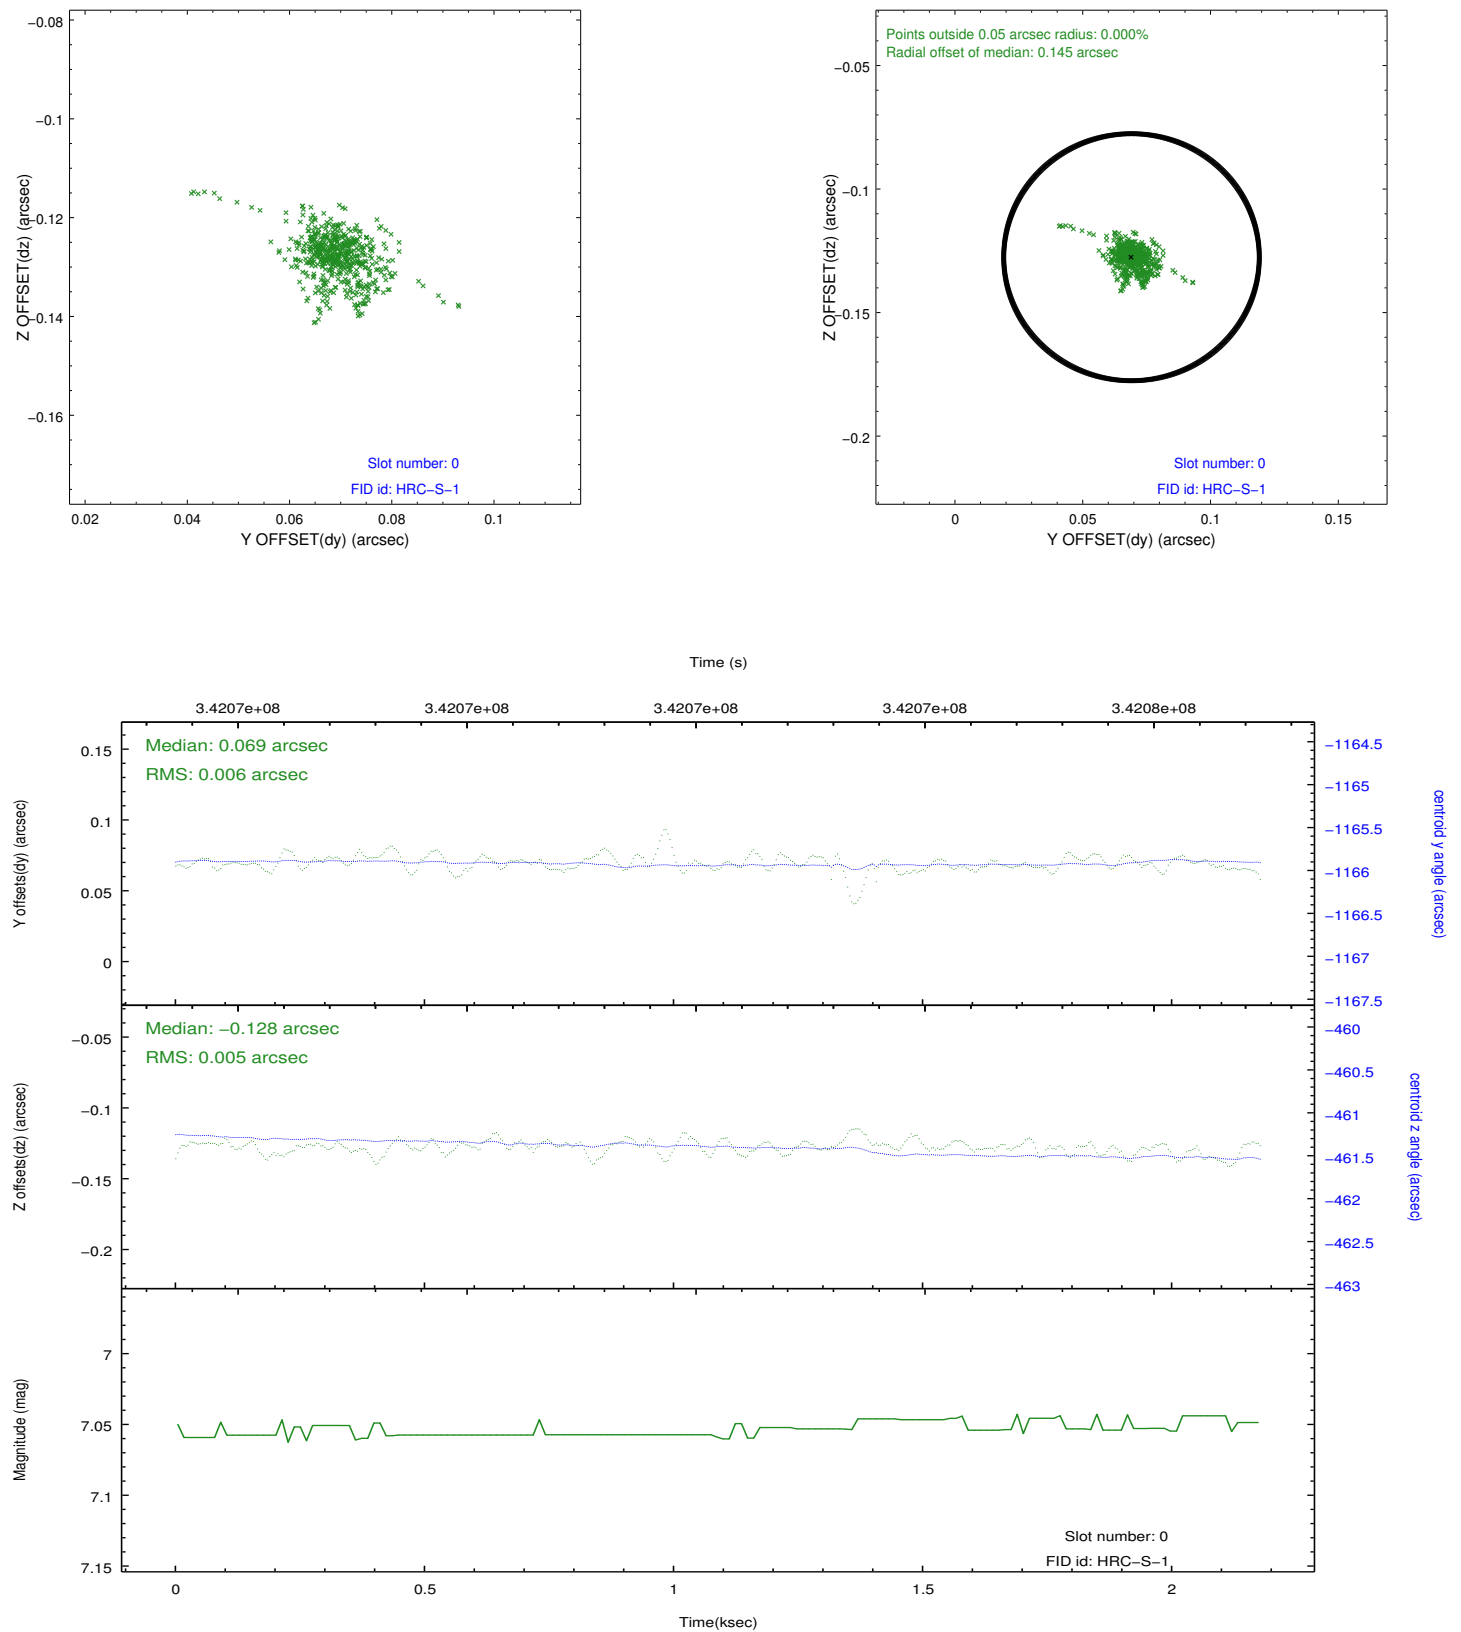 −0.08
−0.1
−0.12
−0.14
−0.16
Z OFFSET(dz) (arcsec)
Slot number: 0
FID id: HRC−S−1
0.02 0.04 0.06 0.08 0.1
Y OFFSET(dy) (arcsec)
Points outside 0.05 arcsec radius: 0.000%
Radial offset of median: 0.145 arcsec
−0.05
−0.1
−0.15
−0.2
Z OFFSET(dz) (arcsec)
Slot number: 0
FID id: HRC−S−1
0 0.05 0.1 0.15
Y OFFSET(dy) (arcsec)
Time (s)
3.4207e+08 3.4207e+08 3.4207e+08 3.4207e+08 3.4208e+08
Median: 0.069 arcsec
RMS: 0.006 arcsec
0.15
0.1
0.05
0
Y offsets(dy) (arcsec)
−1164.5
−1165
−1165.5
−1166
−1166.5
−1167
−1167.5
centroid y angle (arcsec)
Median: −0.128 arcsec
RMS: 0.005 arcsec
−0.05
−0.1
−0.15
−0.2
Z offsets(dz) (arcsec)
−460
−460.5
−461
−461.5
−462
−462.5
−463
centroid z angle (arcsec)
7
7.05
7.1
7.15
Magnitude (mag)
Slot number: 0
FID id: HRC−S−1
0 0.5 1 1.5 2
Time(ksec)